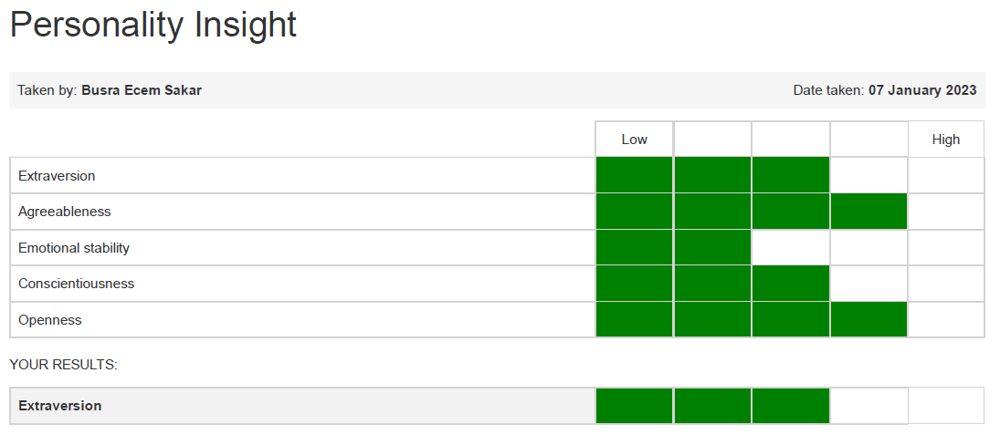 Personality Insight
Taken by: Busra Ecem Sakar Date taken: 07 January 2023
Low High
Extraversion
Agreeableness
Emotional stability
Conscientiousness
Openness
YOUR RESULTS:
Extraversion